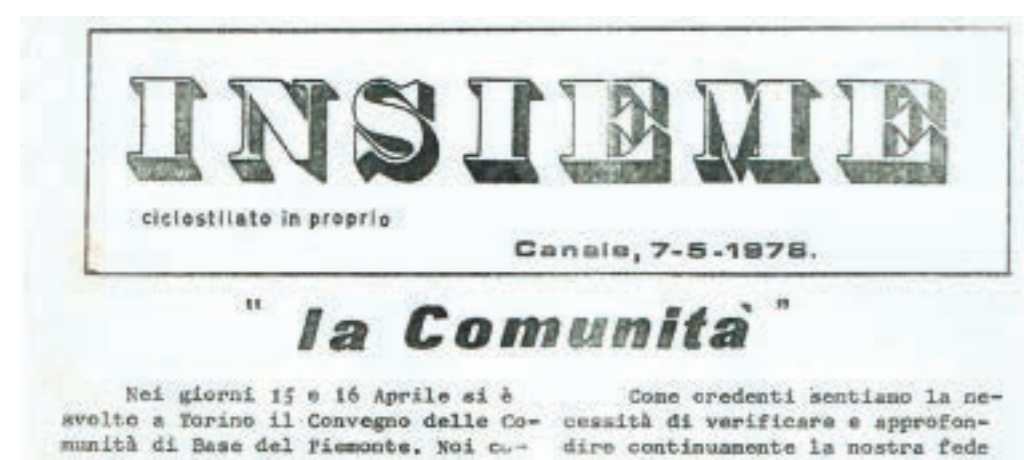 INSIEME
ciclostilato in proprio
Canale, 7-5-1978.
" la Comunità "
Nei giorni 15 e 16 Aprile si è
svolto a Torino il Convegno delle Co-
munità di Base del Piemonte. Noi
Come credenti sentiamo la ne-
cessità di verificare e approfon-
dire continuamente la nostra fede